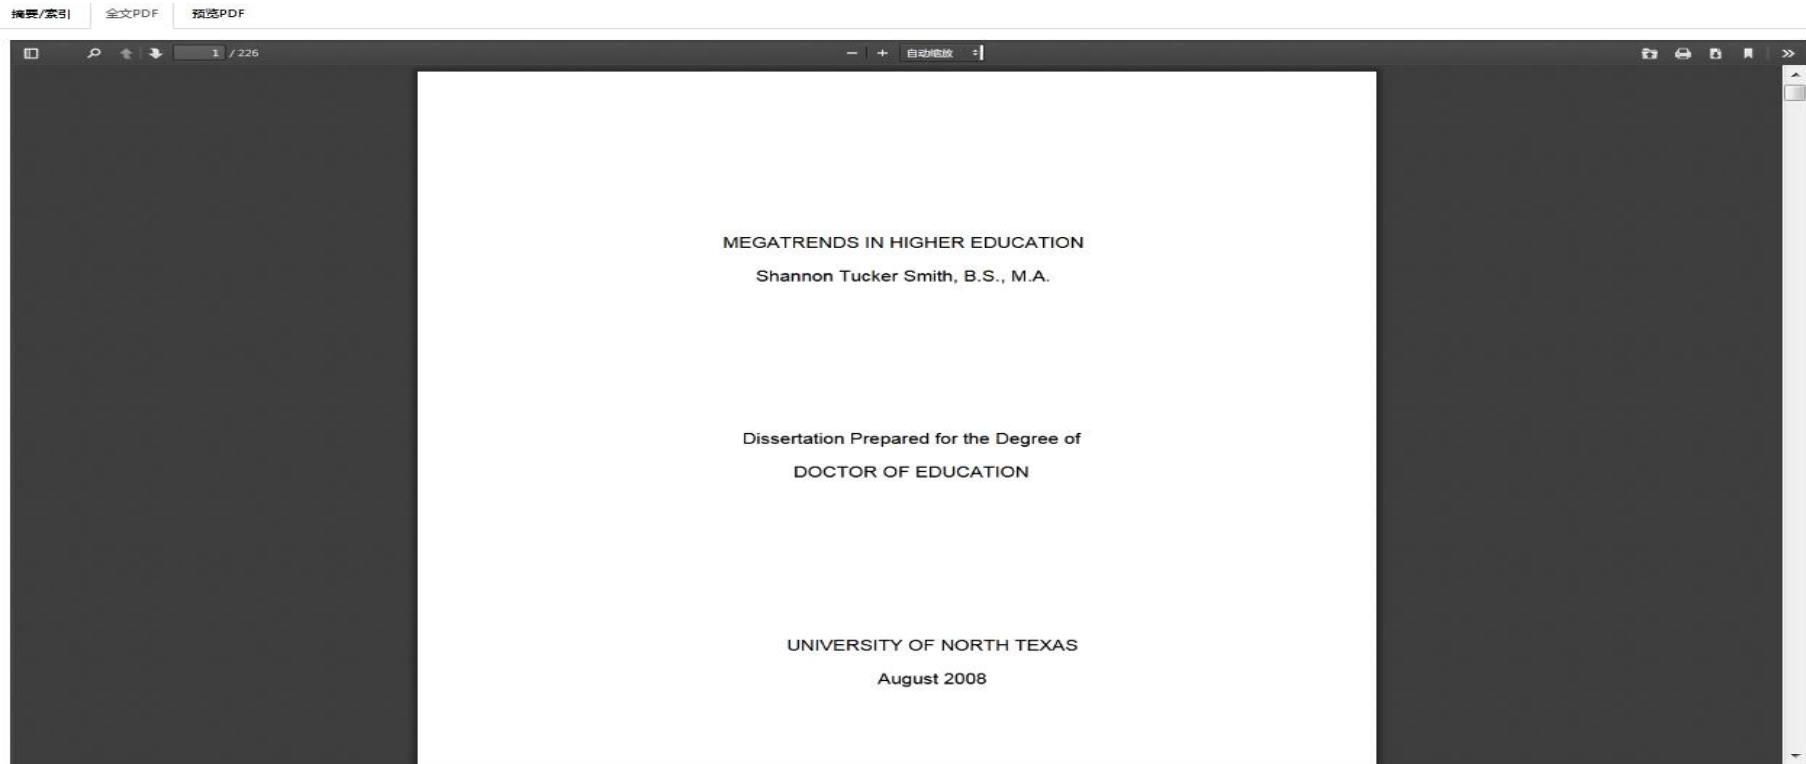 摘要/索引 全文PDF 预览PDF
1 / 226 自动缩放
MEGATRENDS IN HIGHER EDUCATION
Shannon Tucker Smith, B.S., M.A.
Dissertation Prepared for the Degree of
DOCTOR OF EDUCATION
UNIVERSITY OF NORTH TEXAS
August 2008